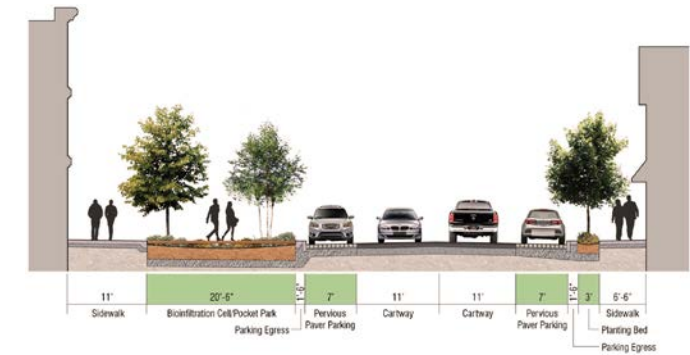 11'
Sidewalk
20'-6"
Bioinfiltration Cell/Pocket Park
1'-6"
Parking Egress
7'
Pervious
Paver Parking
11'
Cartway
11'
Cartway
7'
Pervious
Paver Parking
1'-6"
Parking Egress
3'
Planting Bed
6'-6"
Sidewalk